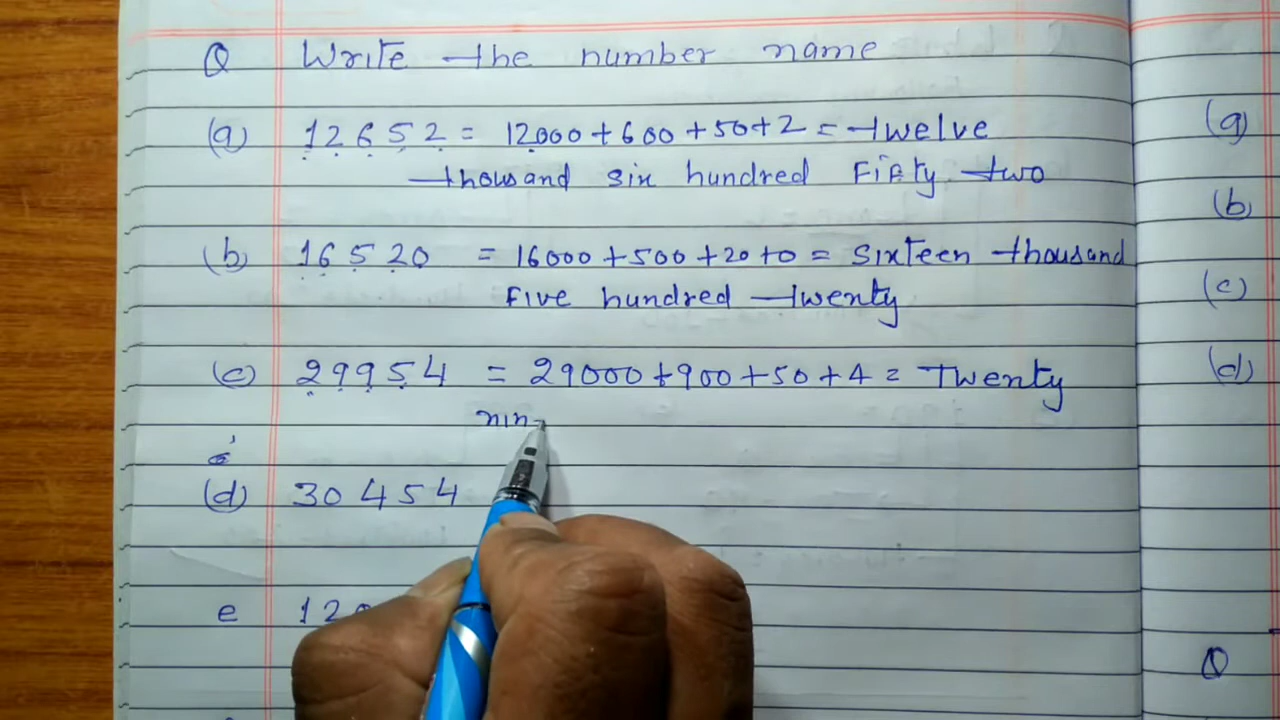 Q Write the number name
(a) 12652 = 12000+600+50+2 = twelve
thousand six hundred Fifty two
(b) 16520 = 16000+500+20+0 = Sixteen thousand
Five hundred twenty
(c) 29954 = 29000+900+50+4 = Twenty
nin
(d) 30454
e 12
(g)
(b)
(c)
(d)
Q